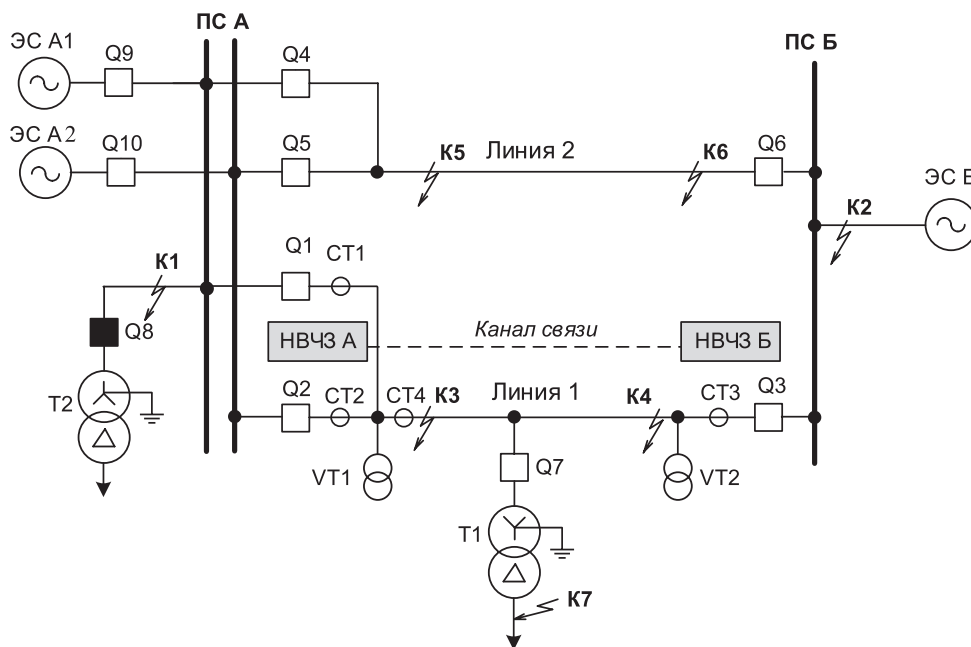 ПС А
ЭС А1
Q9
Q4
ПС Б
ЭС А2
Q10
Q5
К5
Линия 2
К6
Q6
ЭС Б
К2
К1
Q1
СТ1
Q8
НВЧЗ А
Канал связи
НВЧЗ Б
Т2
Q2
СТ2
СТ4
К3
Линия 1
К4
СТ3
Q3
VT1
Q7
VT2
Т1
К7